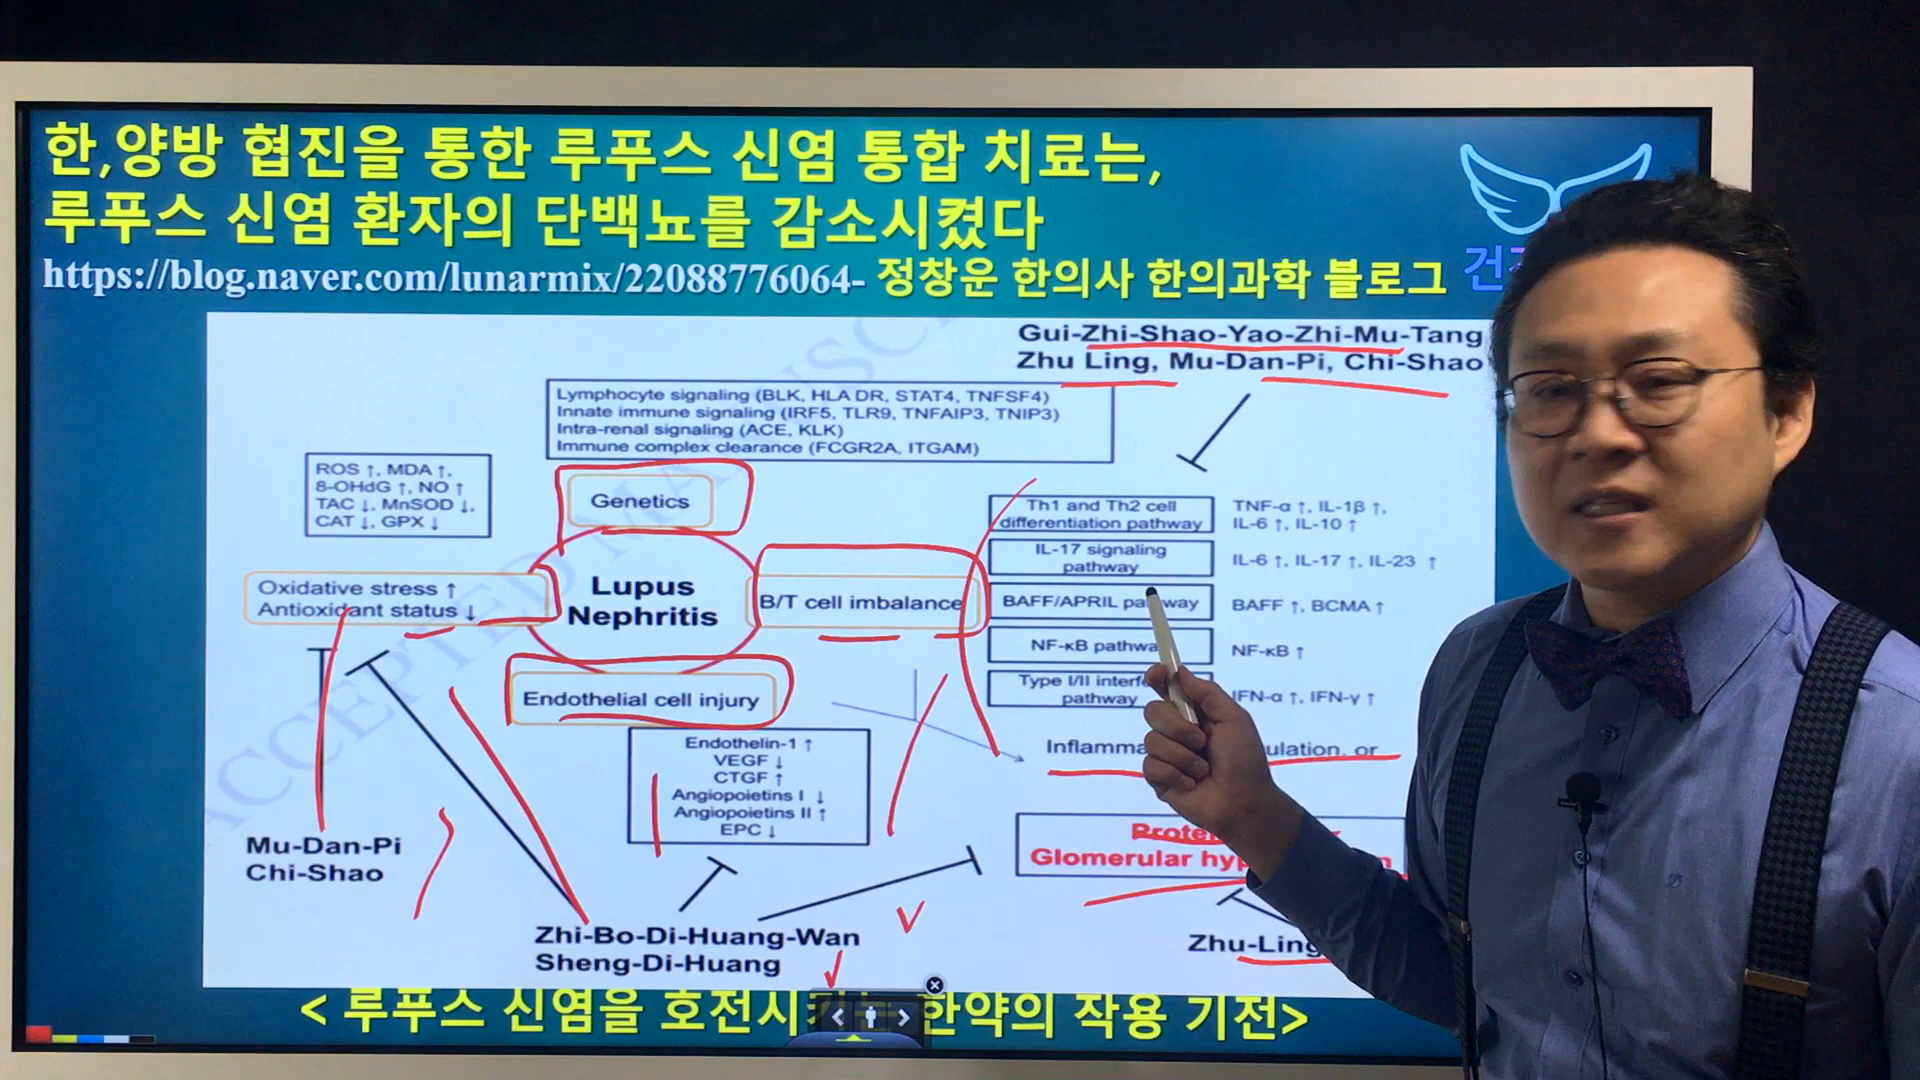 한,양방 협진을 통한 루푸스 신염 통합 치료는,
루푸스 신염 환자의 단백뇨를 감소시켰다
https://blog.naver.com/lunarmix/22088776064- 정창운 한의사 한의과학 블로그
Gui-Zhi-Shao-Yao-Zhi-Mu-Tang
Zhu Ling, Mu-Dan-Pi, Chi-Shao
Lymphocyte signaling (BLK, HLA DR, STAT4, TNFSF4)
Innate immune signaling (IRF5, TLR9, TNFAIP3, TNIP3)
Intra-renal signaling (ACE, KLK)
Immune complex clearance (FCGR2A, ITGAM)
ROS ↑, MDA ↑,
8-OHdG ↑, NO ↑
TAC ↓, MnSOD ↓,
CAT ↓, GPX ↓
Genetics
Oxidative stress ↑
Antioxidant status ↓
Lupus
Nephritis
B/T cell imbalance
Endothelial cell injury
Th1 and Th2 cell
differentiation pathway
TNF-α ↑, IL-1β ↑,
IL-6 ↑, IL-10 ↑
IL-17 signaling
pathway
IL-6 ↑, IL-17 ↑, IL-23 ↑
BAFF/APRIL pathway
BAFF ↑, BCMA ↑
NF-κB
NF-κB ↑
Type I/II
pathway
IFN-α ↑, IFN-γ ↑
or
Endothelin-1 ↑
VEGF ↓
CTGF ↑
Angiopoietins I ↓
Angiopoietins II ↑
EPC ↓
Glomerular
Mu-Dan-Pi
Chi-Shao
Zhi-Bo-Di-Huang-Wan
Sheng-Di-Huang
Zhu-Ling
ACCEPTED
< 루푸스 신염을 한약의 작용 기전>